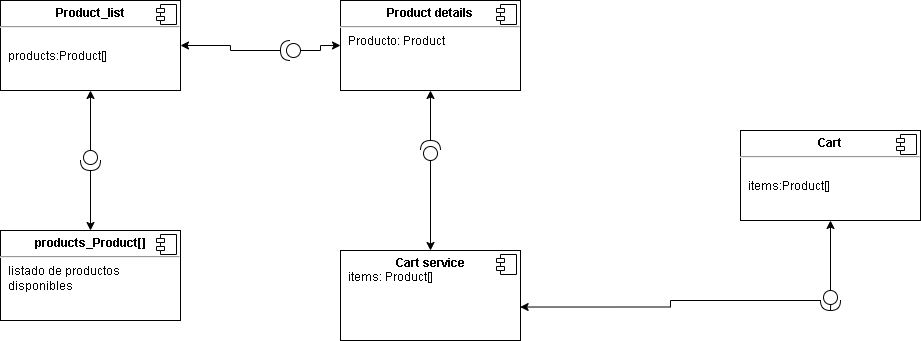 Product_list
products:Product[]
Product details
Producto: Product
Cart
items:Product[]
products_Product[]
listado de productos
disponibles
Cart service
items: Product[]